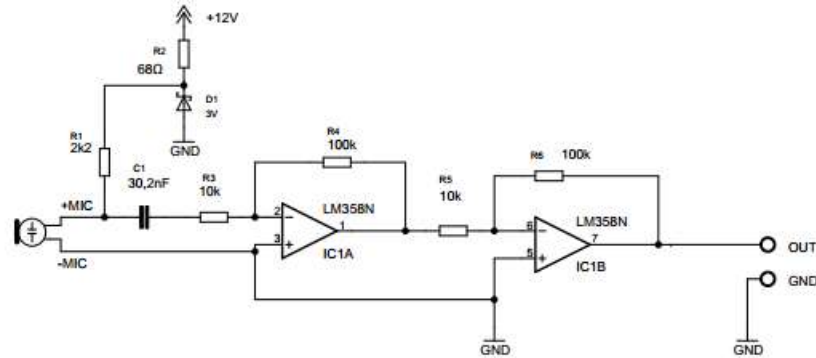 +12V
R2
68Ω
D1
3V
GND
R1
2k2
C1
30,2nF
R3
10k
R4
100k
R5
10k
R6
100k
+MIC
-MIC
2
3
1
LM358N
IC1A
6
5
7
LM358N
IC1B
OUT
GND
GND
GND